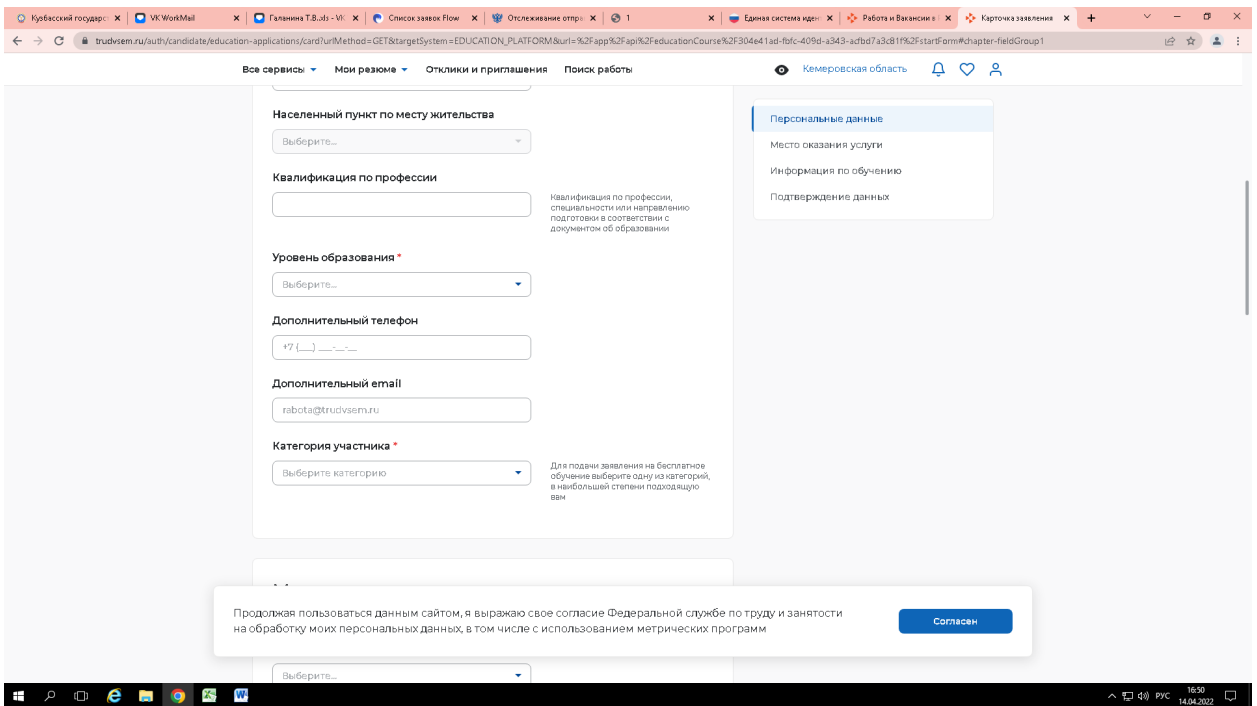 Кузбасский государст
VK WorkMail
Галанина Т.В..xls - VK
Список заявок Flow
Отслеживание отпра
1
Единая система иден
Работа и Вакансии в
Карточка заявления
trudvsem.ru/auth/candidate/education-applications/card?urlMethod=GET&targetSystem=EDUCATION_PLATFORM&url=%2Fapp%2Fapi%2FeducationCourse%2F304e41ad-fbfc-409d-a343-acfbd7a3c81f%2FstartForm#chapter-fieldGroup1
Все сервисы Мои резюме Отклики и приглашения Поиск работы Кемеровская область
Населенный пункт по месту жительства
Выберите...
Квалификация по профессии
Квалификация по профессии,
специальности или направлению
подготовки в соответствии с
документом об образовании
Уровень образования *
Выберите...
Дополнительный телефон
+7 (___) ___-__-__
Дополнительный email
rabota@trudvsem.ru
Категория участника *
Выберите категорию
Для подачи заявления на бесплатное
обучение выберите одну из категорий,
в наибольшей степени подходящую
вам
Персональные данные
Место оказания услуги
Информация по обучению
Подтверждение данных
Продолжая пользоваться данным сайтом, я выражаю свое согласие Федеральной службе по труду и занятости
на обработку моих персональных данных, в том числе с использованием метрических программ
Согласен
Выберите...
РУС
16:50
14.04.2022